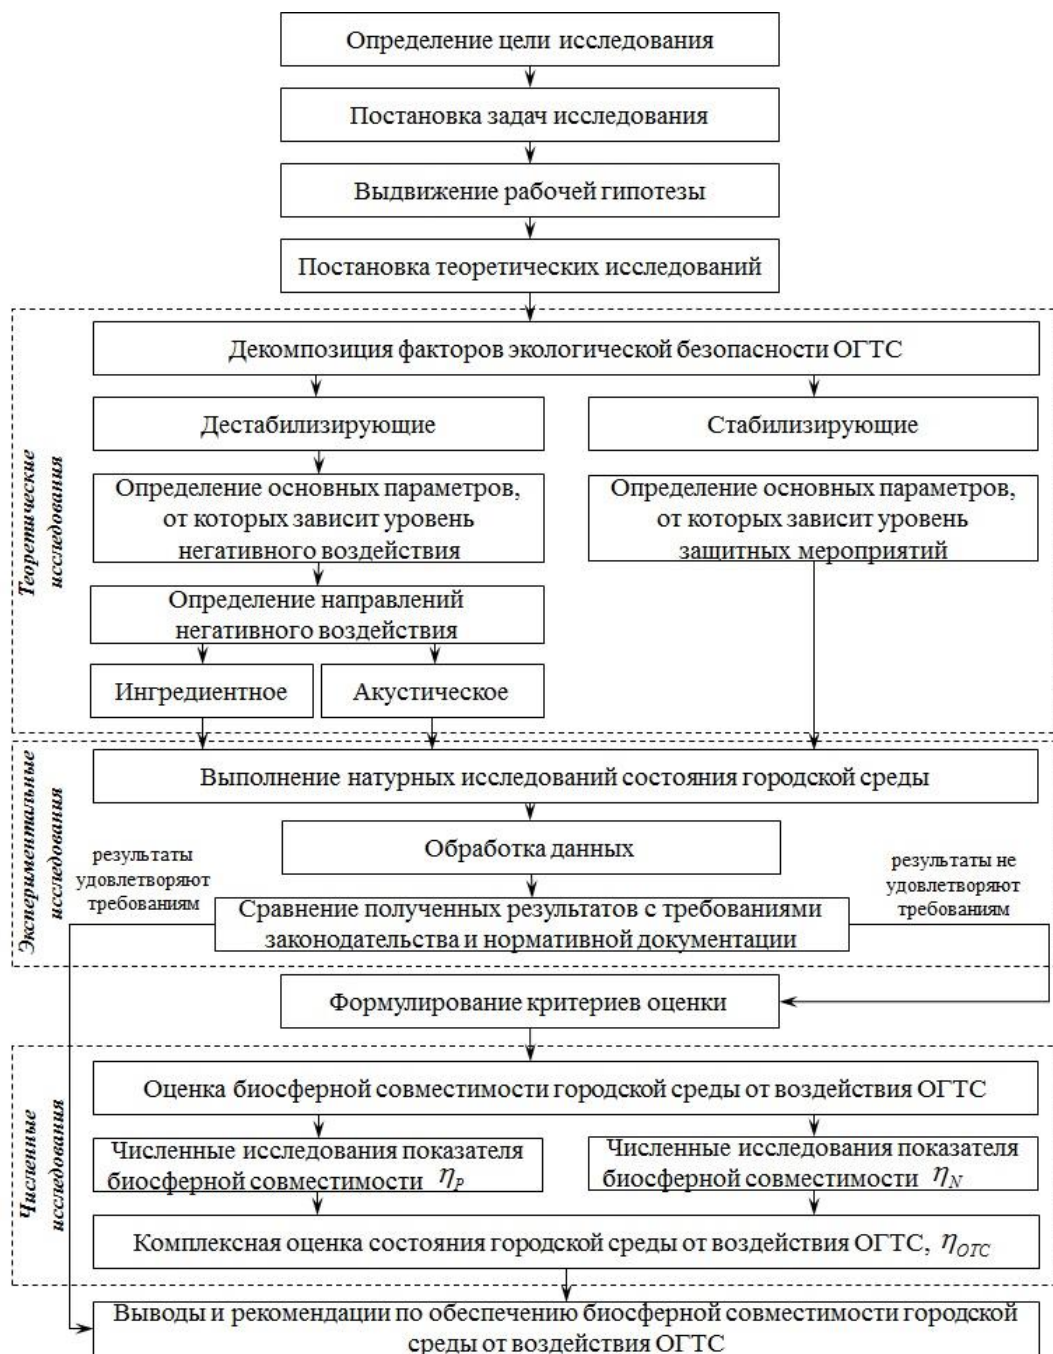 Определение цели исследования
Постановка задач исследования
Выдвижение рабочей гипотезы
Постановка теоретических исследований
Теоретические
исследования
Декомпозиция факторов экологической безопасности ОГТС
Дестабилизирующие
Стабилизирующие
Определение основных параметров,
от которых зависит уровень
негативного воздействия
Определение основных параметров,
от которых зависит уровень
защитных мероприятий
Определение направлений
негативного воздействия
Ингредиентное
Акустическое
Экспериментальные
исследования
Выполнение натурных исследований состояния городской среды
Обработка данных
результаты
удовлетворяют
требованиям
результаты не
удовлетворяют
требованиям
Сравнение полученных результатов с требованиями
законодательства и нормативной документации
Формулирование критериев оценки
Численные
исследования
Оценка биосферной совместимости городской среды от воздействия ОГТС
Численные исследования показателя
биосферной совместимости η_P
Численные исследования показателя
биосферной совместимости η_N
Комплексная оценка состояния городской среды от воздействия ОГТС, η_ОТС
Выводы и рекомендации по обеспечению биосферной совместимости городской
среды от воздействия ОГТС